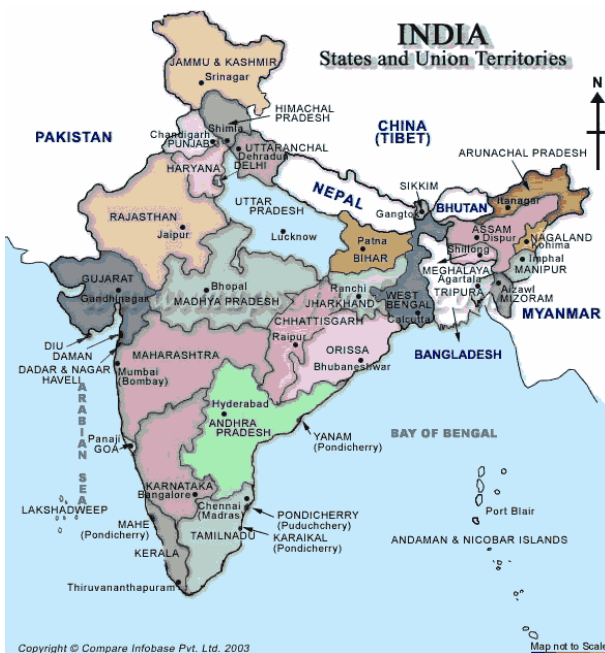 INDIA
States and Union Territories
N
JAMMU & KASHMIR
Srinagar
HIMACHAL
PRADESH
PAKISTAN
CHINA
(TIBET)
Shimla
Chandigarh
PUNJAB
UTTARANCHAL
Dehradun
DELHI
HARYANA
ARUNACHAL PRADESH
SIKKIM
NEPAL
Gangtok
BHUTAN
Itanagar
UTTAR
PRADESH
RAJASTHAN
Jaipur
Lucknow
ASSAM
Dispur
NAGALAND
Kohima
Patna
BIHAR
Shillong
MEGHALAYA
Imphal
MANIPUR
GUJARAT
Gandhinagar
Bhopal
MADHYA PRADESH
Ranchi
JHARKHAND
WEST
BENGAL
Calcutta
Agartala
TRIPURA
Aizawl
MIZORAM
MYANMAR
CHHATTISGARH
Raipur
DIU
DAMAN
DADAR & NAGAR
HAVELI
MAHARASHTRA
Mumbai
(Bombay)
ORISSA
Bhubaneshwar
BANGLADESH
Hyderabad
ANDHRA
PRADESH
YANAM
(Pondicherry)
BAY OF BENGAL
ARABIAN SEA
Panaji
GOA
KARNATAKA
Bangalore
Chennai
(Madras)
PONDICHERRY
(Puduchchery)
LAKSHADWEEP
MAHE
(Pondicherry)
TAMILNADU
KARAIKAL
(Pondicherry)
Port Blair
ANDAMAN & NICOBAR ISLANDS
KERALA
Thiruvananthapuram
Copyright © Compare Infobase Pvt. Ltd. 2003
Map not to Scale